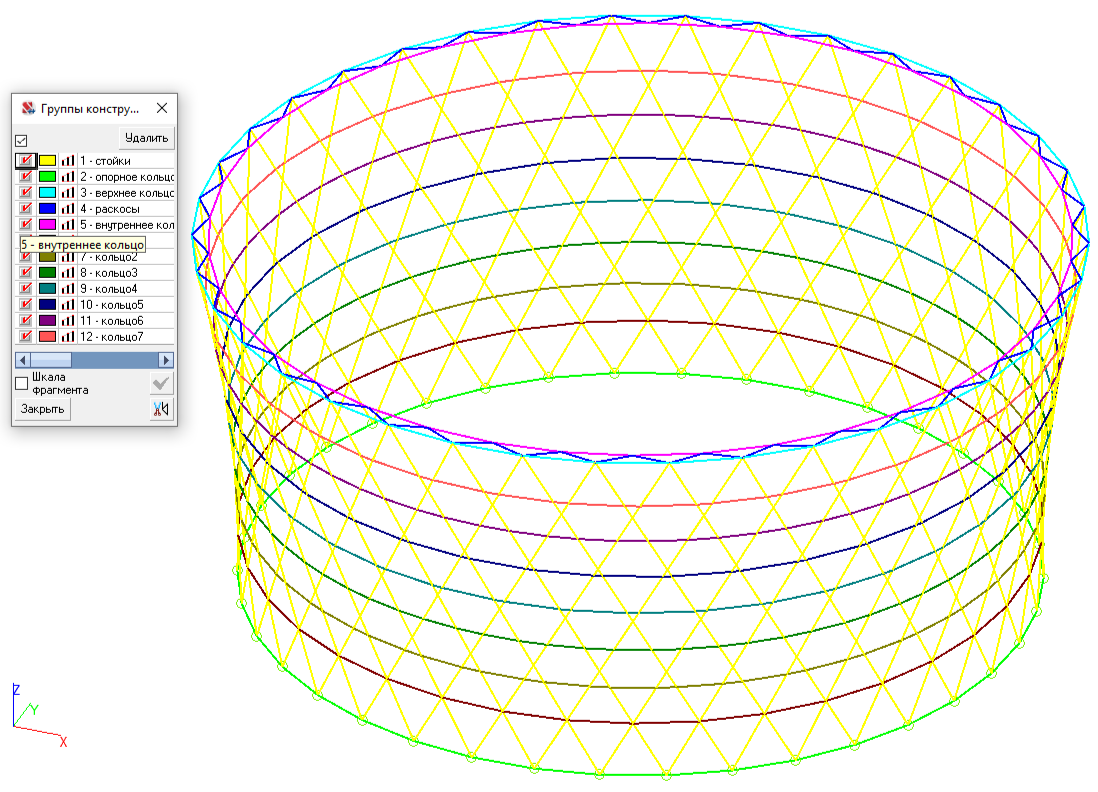 Группы констру...
Удалить
1 - стойки
2 - опорное кольцо
3 - верхнее кольцо
4 - раскосы
5 - внутреннее кол
5 - внутреннее кольцо
7 - кольцо2
8 - кольцо3
9 - кольцо4
10 - кольцо5
11 - кольцо6
12 - кольцо7
Шкала
фрагмента
Закрыть
Z
Y
X